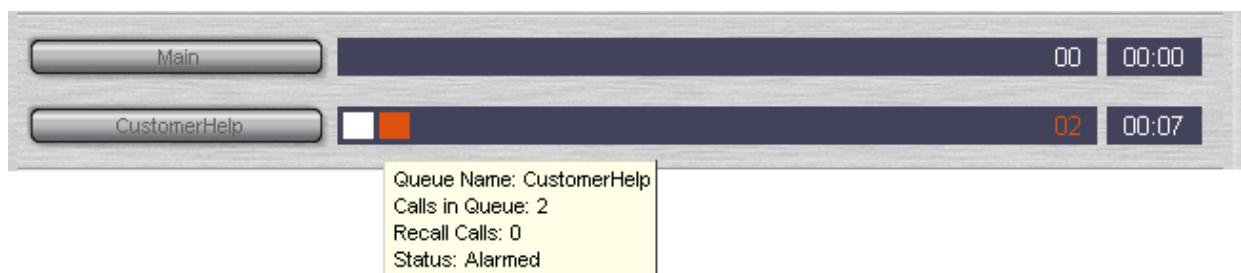 Main 00 00:00
CustomerHelp 02 00:07
Queue Name: CustomerHelp
Calls in Queue: 2
Recall Calls: 0
Status: Alarmed